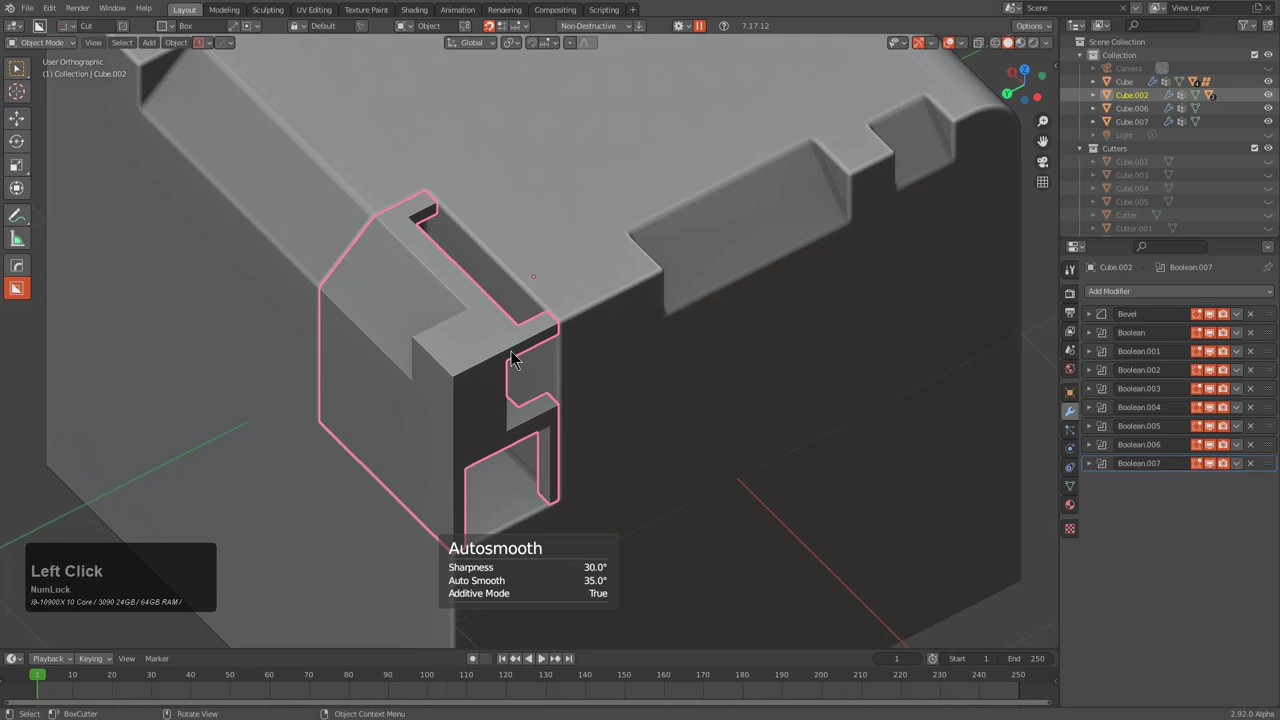 File Edit Render Window Help Layout Modeling Sculpting UV Editing Texture Paint Shading Animation Rendering Compositing Scripting + Scene View Layer
Cut Box Default Object Non-Destructive 7.17.12 Options
Object Mode View Select Add Object Global
User Orthographic
(1) Collection | Cube.002
Scene Collection
Collection
Camera
Cube
Cube.002
Cube.006
Cube.007
Light
Cutters
Cube.001
Cube.003
Cube.004
Cube.005
Cutter
Cutter.001
Cube.002 Boolean.007
Add Modifier
Bevel
Boolean
Boolean.001
Boolean.002
Boolean.003
Boolean.004
Boolean.005
Boolean.006
Boolean.007
Z
Y
X
Autosmooth
Sharpness 30.0°
Auto Smooth 35.0°
Additive Mode True
Left Click
NumLock
i9-10900X 10 Core / 3090 24GB / 64GB RAM /
Playback Keying View Marker 1 Start 1 End 250
1 10 20 30 40 50 60 70 80 90 100 110 120 130 140 150 160 170 180 190 200 210 220 230 240 250
Select BoxCutter Rotate View Object Context Menu 2.92.0 Alpha